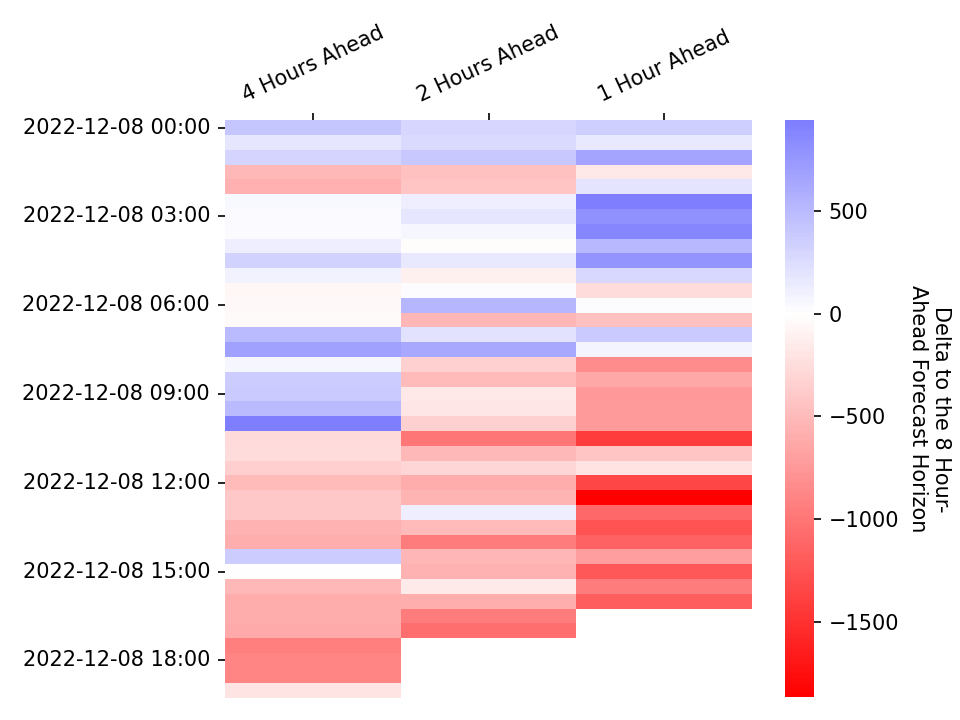 4 Hours Ahead
2 Hours Ahead
1 Hour Ahead
2022-12-08 00:00
2022-12-08 03:00
2022-12-08 06:00
2022-12-08 09:00
2022-12-08 12:00
2022-12-08 15:00
2022-12-08 18:00
500
0
−500
−1000
−1500
Delta to the 8 Hour-
Ahead Forecast Horizon